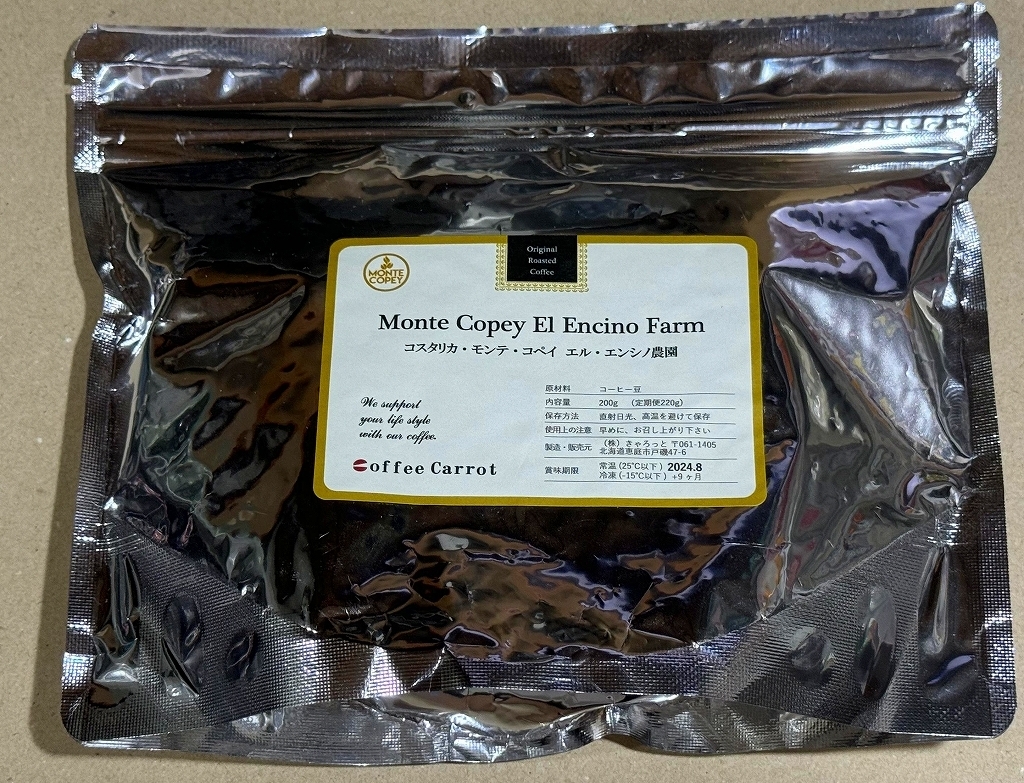 MONTE
COPEY
Original
Roasted
Coffee
Monte Copey El Encino Farm
コスタリカ・モンテ・コペイ エル・エンシノ農園
We support
your life style
with our coffee.
Coffee Carrot
原材料 コーヒー豆
内容量 200g (定期便220g)
保存方法 直射日光、高温を避けて保存
使用上の注意 早めに、お召し上がり下さい
製造・販売元 (株) きゃろっと 〒061-1405
北海道恵庭市戸磯47-6
賞味期限 常温 (25℃以下) 2024.8
冷凍 (-15℃以下) +9ヶ月